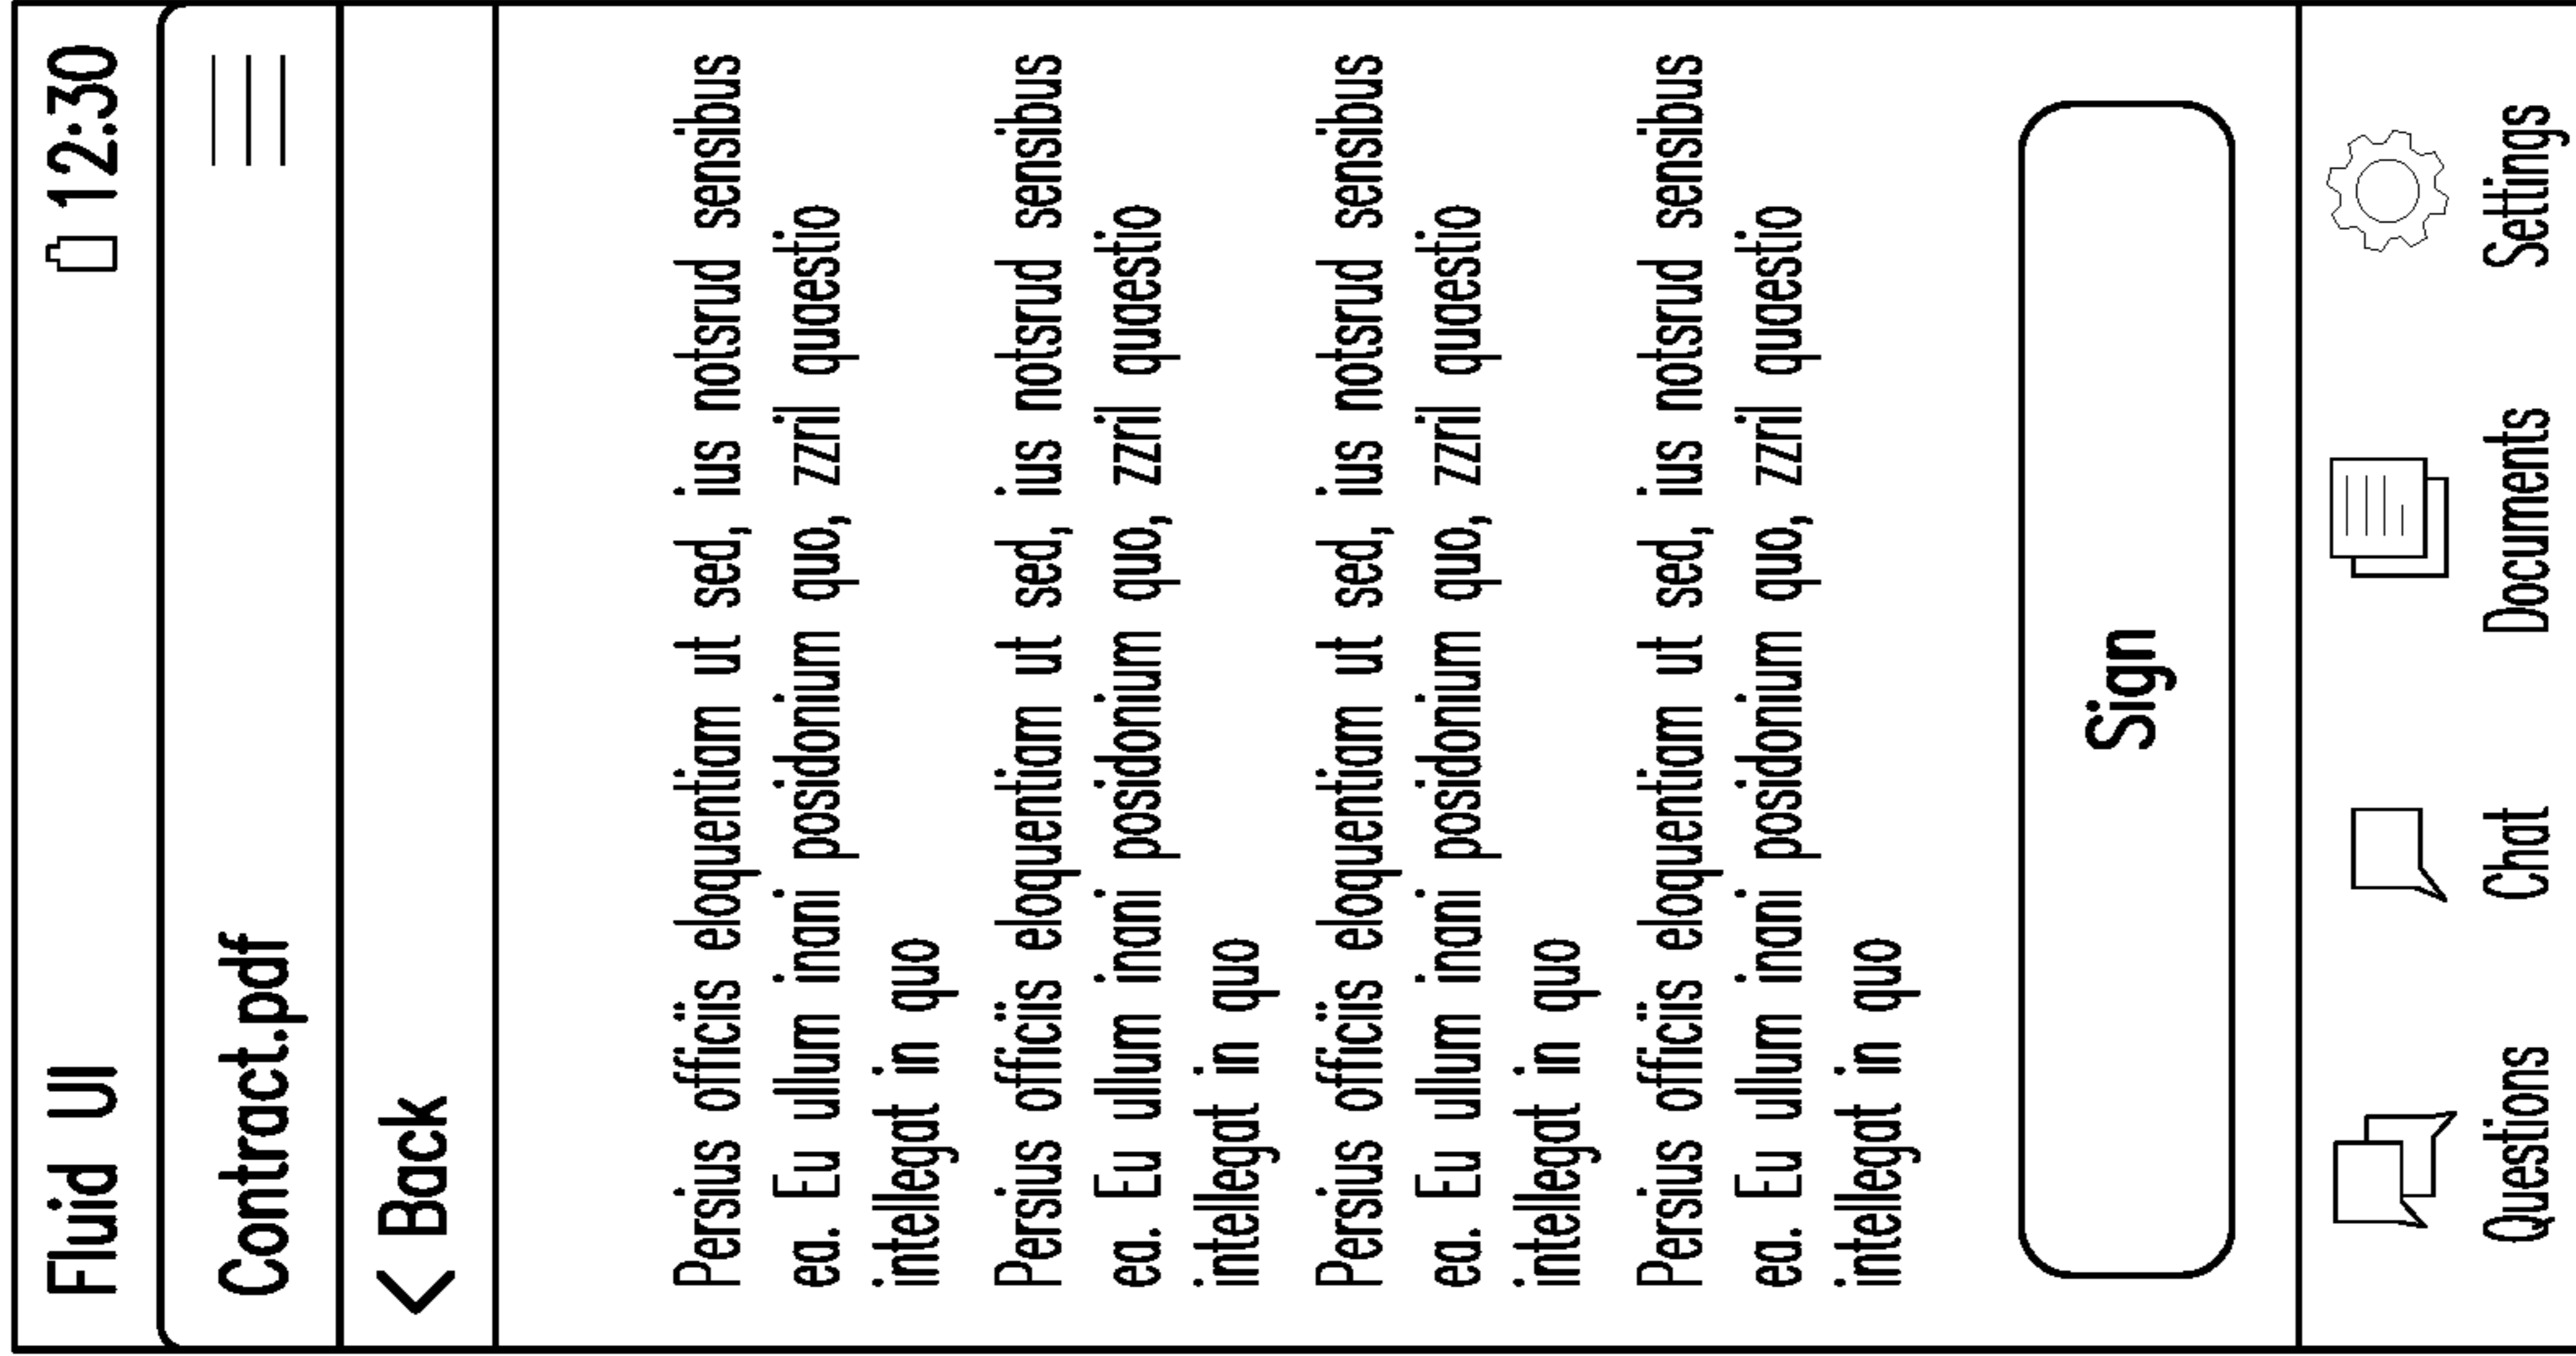 Fluid UI 12:30
Contract.pdf
< Back
Persius officiis eloquentiam ut sed, ius notsrud sensibus
ea. Eu ullum inani posidonium quo, zzril quaestio
intellegat in quo
Persius officiis eloquentiam ut sed, ius notsrud sensibus
ea. Eu ullum inani posidonium quo, zzril quaestio
intellegat in quo
Persius officiis eloquentiam ut sed, ius notsrud sensibus
ea. Eu ullum inani posidonium quo, zzril quaestio
intellegat in quo
Persius officiis eloquentiam ut sed, ius notsrud sensibus
ea. Eu ullum inani posidonium quo, zzril quaestio
intellegat in quo
Sign
Questions Chat Documents Settings